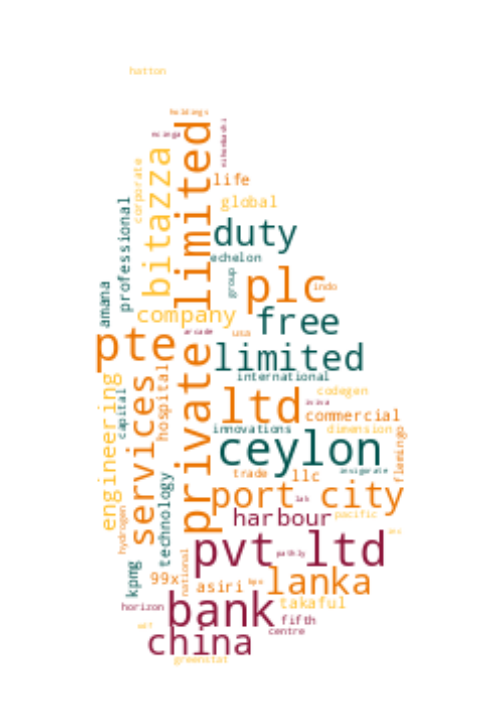 hatton
holdings
private limited
life
bitazza
corporate
global
professional
duty
echelon
group
plc
indo
amana
company
free
arcade
usa
pte
limited
international
engineering
capital
services
hospital
ltd
codegen
commercial
innovations
dimension
ceylon
flemingo
trade
llc
technology
port city
lab
hydrogen
harbour
pacific
pvt ltd
national
kpmg
99x
asiri
lanka
takaful
horizon
bank
fifth
centre
china
greenstat